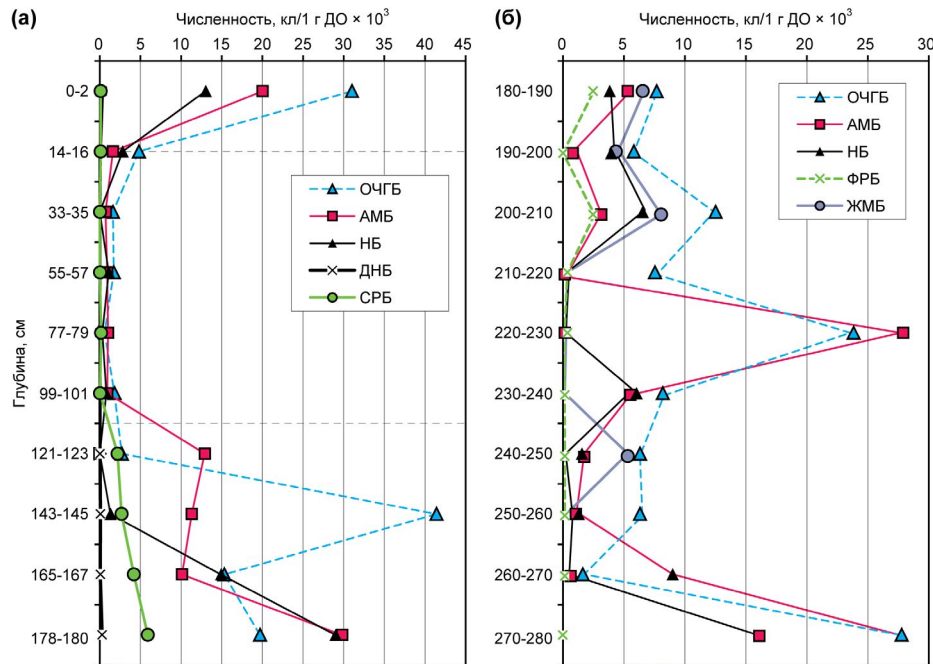 (а)
Численность, кл/1 г ДО × 10³
0 5 10 15 20 25 30 35 40 45
Глубина, см
0-2
14-16
33-35
55-57
77-79
99-101
121-123
143-145
165-167
178-180
ОЧГБ
АМБ
НБ
ДНБ
СРБ
(б)
Численность, кл/1 г ДО × 10³
0 5 10 15 20 25 30
180-190
190-200
200-210
210-220
220-230
230-240
240-250
250-260
260-270
270-280
ОЧГБ
АМБ
НБ
ФРБ
ЖМБ